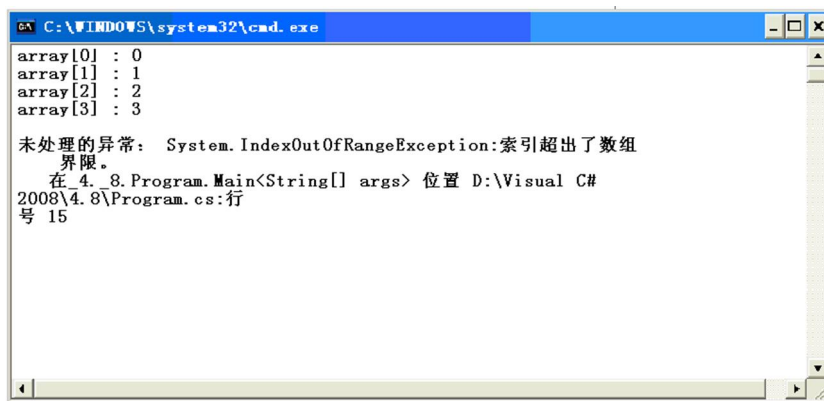 C:\WINDOWS\system32\cmd.exe
array[0] : 0
array[1] : 1
array[2] : 2
array[3] : 3
未处理的异常： System.IndexOutOfRangeException:索引超出了数组
界限。
在_4._8.Program.Main<String[] args> 位置 D:\Visual C#
2008\4.8\Program.cs:行
号 15